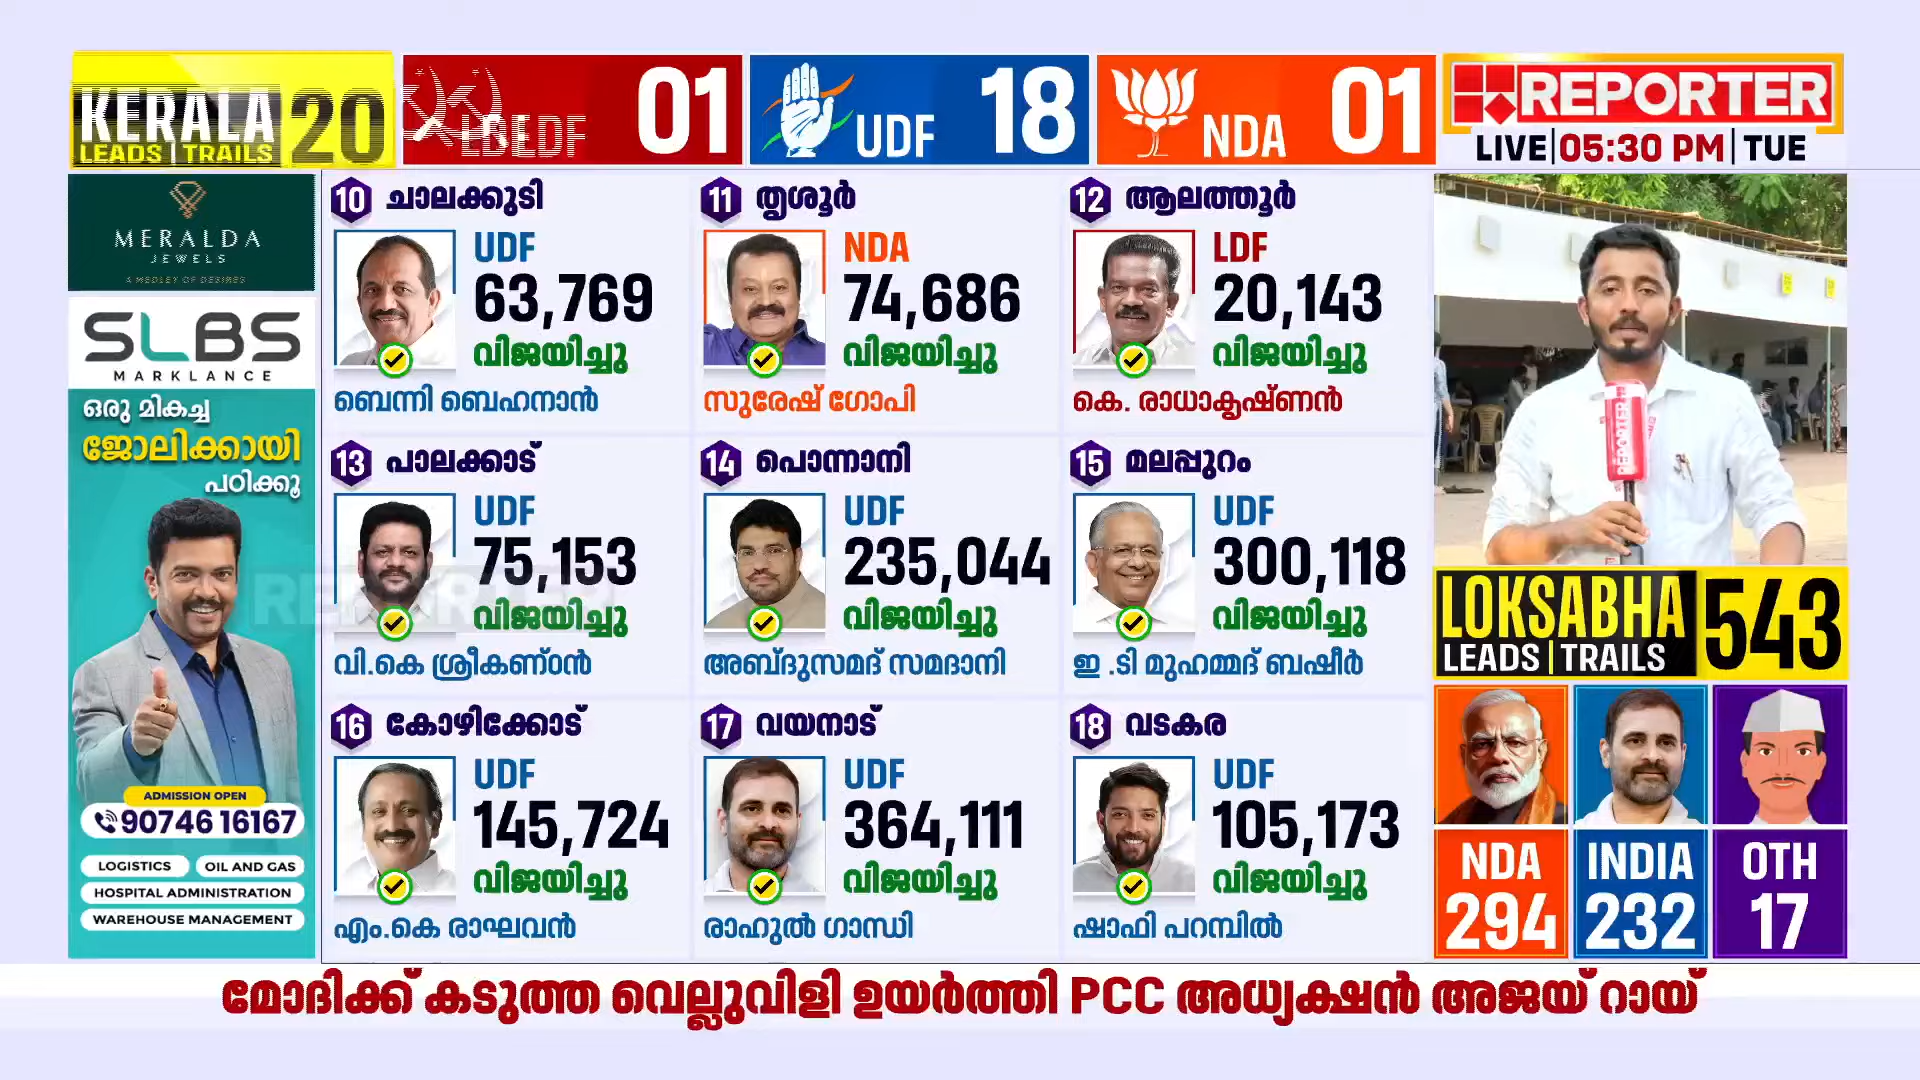 KERALA 20
LEADS | TRAILS
LDF 01
UDF 18
NDA 01
REPORTER
LIVE | 05:30 PM | TUE
MERALDA
JEWELS
A MEDLEY OF DESIRES
SLBS
MARKLANCE
ഒരു മികച്ച
ജോലിക്കായി
പഠിക്കൂ
ADMISSION OPEN
90746 16167
LOGISTICS
OIL AND GAS
HOSPITAL ADMINISTRATION
WAREHOUSE MANAGEMENT
10 ചാലക്കുടി
UDF
63,769
വിജയിച്ചു
ബെന്നി ബെഹനാൻ
11 തൃശൂർ
NDA
74,686
വിജയിച്ചു
സുരേഷ് ഗോപി
12 ആലത്തൂർ
LDF
20,143
വിജയിച്ചു
കെ. രാധാകൃഷ്ണൻ
13 പാലക്കാട്
UDF
75,153
വിജയിച്ചു
വി.കെ ശ്രീകണ്ഠൻ
14 പൊന്നാനി
UDF
235,044
വിജയിച്ചു
അബ്ദുസമദ് സമദാനി
15 മലപ്പുറം
UDF
300,118
വിജയിച്ചു
ഇ .ടി മുഹമ്മദ് ബഷീർ
16 കോഴിക്കോട്
UDF
145,724
വിജയിച്ചു
എം.കെ രാഘവൻ
17 വയനാട്
UDF
364,111
വിജയിച്ചു
രാഹുൽ ഗാന്ധി
18 വടകര
UDF
105,173
വിജയിച്ചു
ഷാഫി പറമ്പിൽ
REPORTER
REPORTER
LOKSABHA 543
LEADS | TRAILS
NDA
294
INDIA
232
OTH
17
മോദിക്ക് കടുത്ത വെല്ലുവിളി ഉയർത്തി PCC അധ്യക്ഷൻ അജയ് റായ്